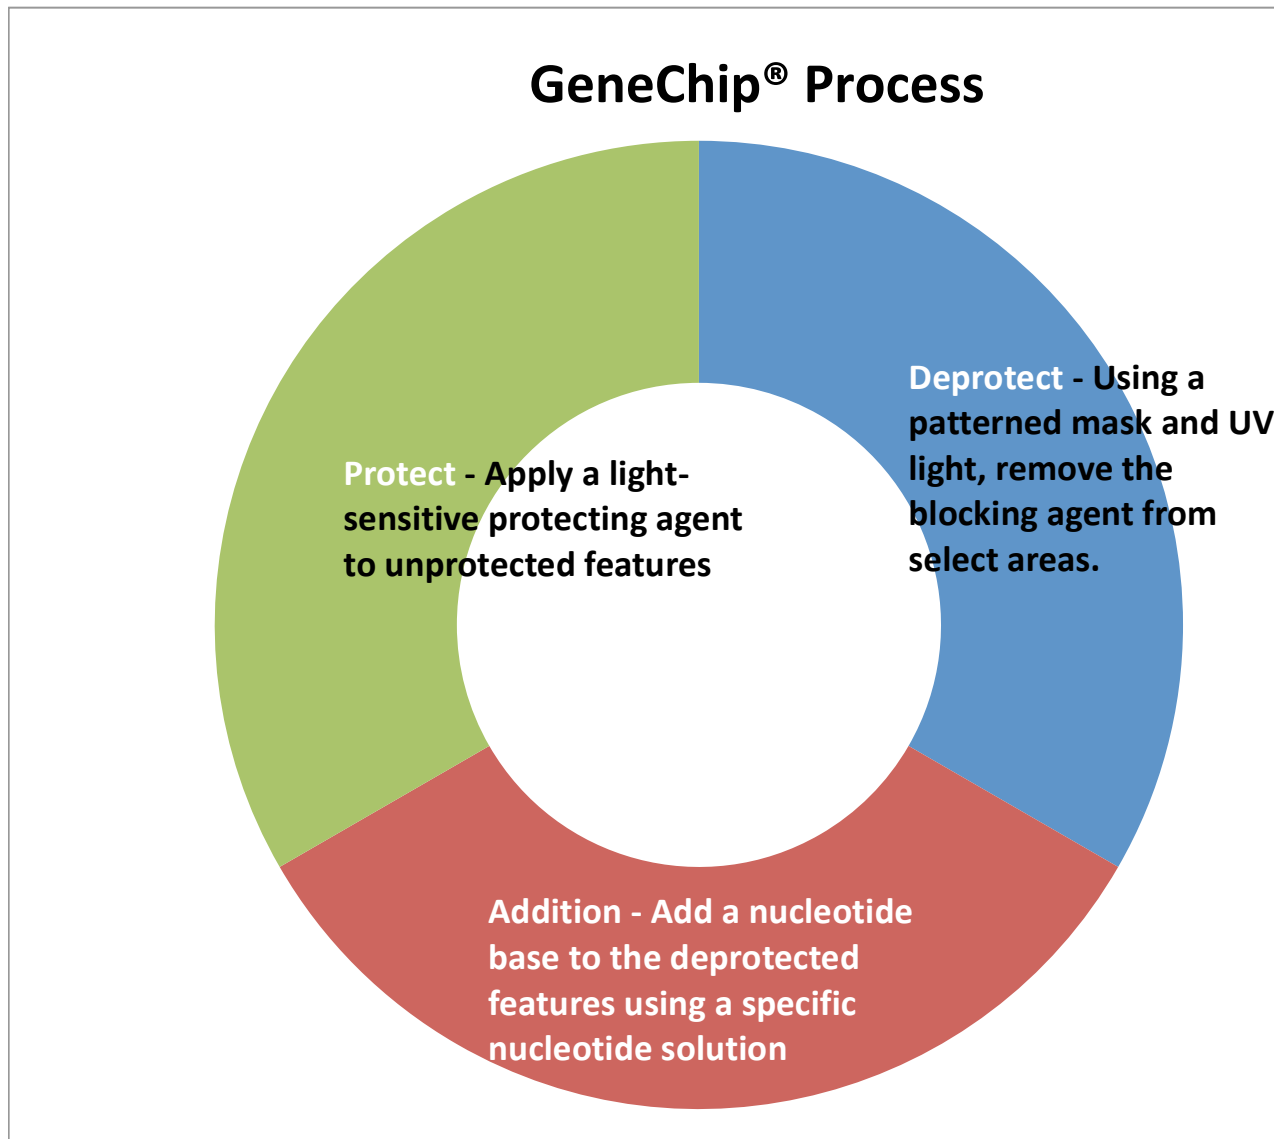 GeneChip® Process
Deprotect - Using a
patterned mask and UV
light, remove the
blocking agent from
select areas.
Protect - Apply a light-
sensitive protecting agent
to unprotected features
Addition - Add a nucleotide
base to the deprotected
features using a specific
nucleotide solution